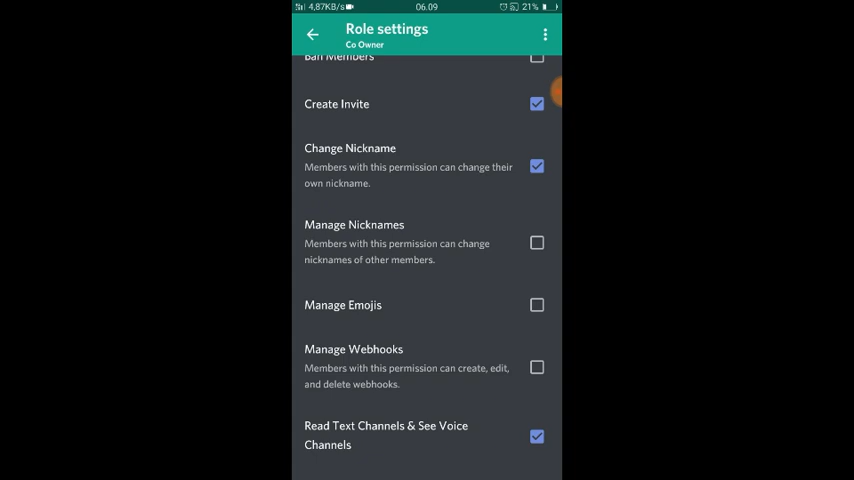 4,87KB/s
06.09
21%
Role settings
Co Owner
Ban Members
Create Invite
Change Nickname
Members with this permission can change their
own nickname.
Manage Nicknames
Members with this permission can change
nicknames of other members.
Manage Emojis
Manage Webhooks
Members with this permission can create, edit,
and delete webhooks.
Read Text Channels & See Voice
Channels